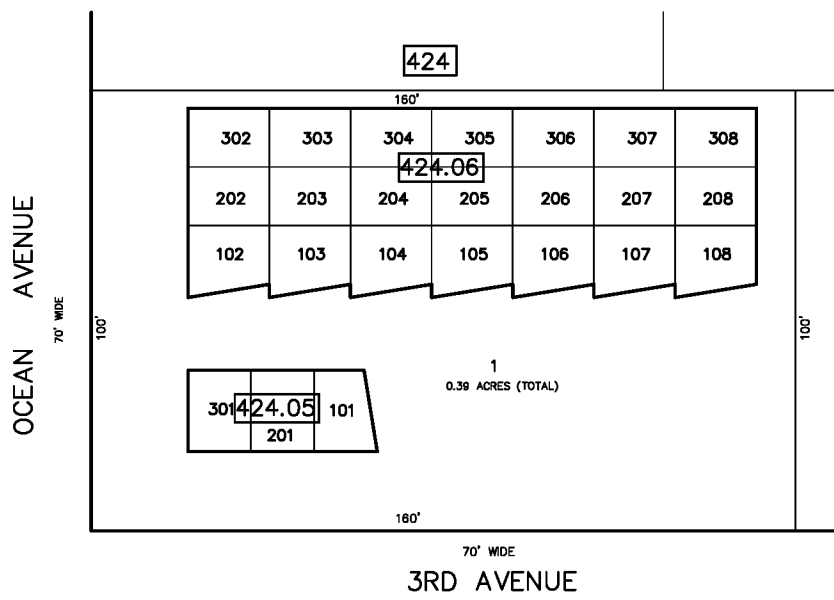 424
160'
302 303 304 305 306 307 308
424.06
202 203 204 205 206 207 208
102 103 104 105 106 107 108
OCEAN AVENUE
70' WIDE
100'
100'
1
0.39 ACRES (TOTAL)
301 424.05 101
201
160'
70' WIDE
3RD AVENUE